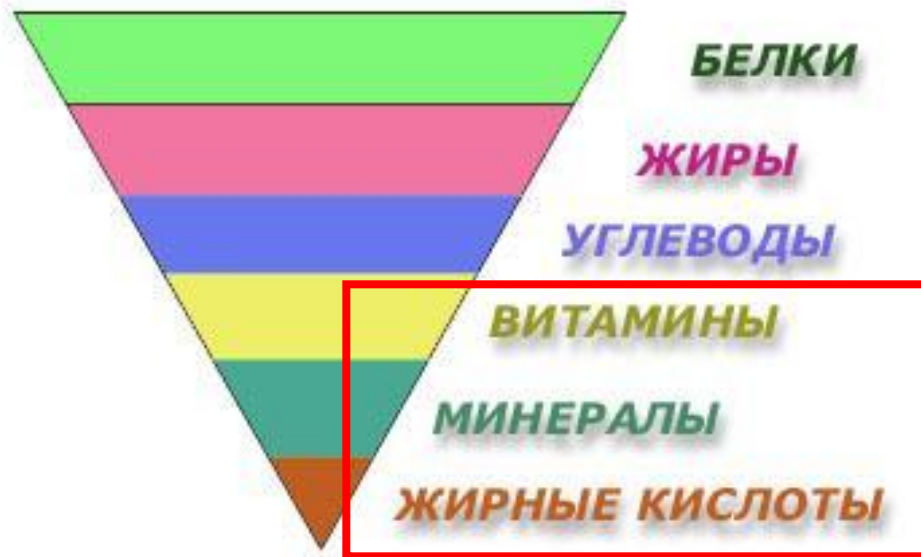 БЕЛКИ
ЖИРЫ
УГЛЕВОДЫ
ВИТАМИНЫ
МИНЕРАЛЫ
ЖИРНЫЕ КИСЛОТЫ